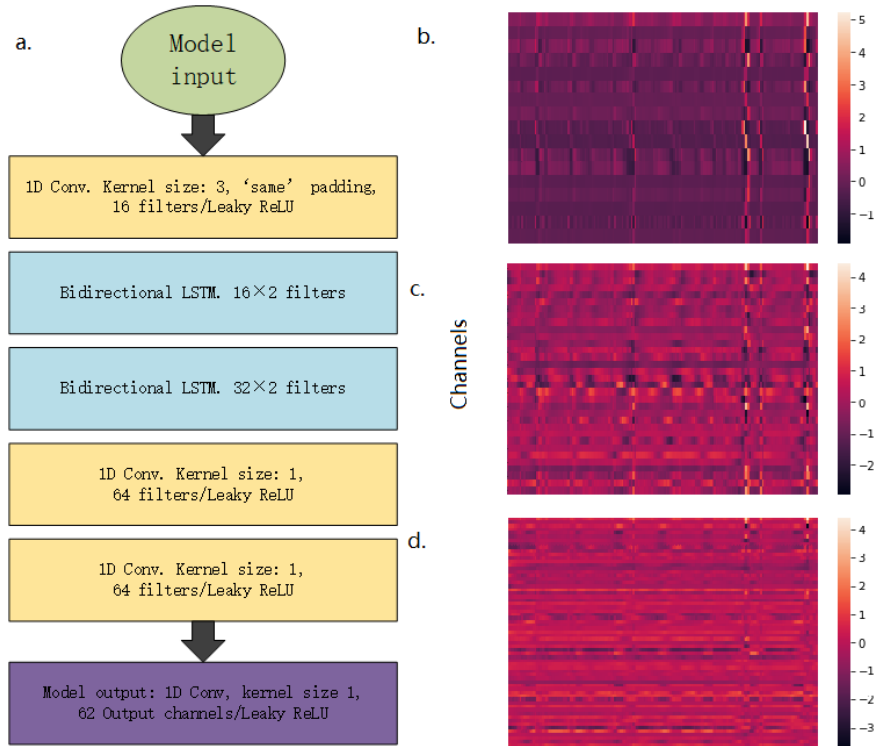 a.
Model
input
1D Conv. Kernel size: 3, ‘same’ padding,
16 filters/Leaky ReLU
Bidirectional LSTM. 16×2 filters
Bidirectional LSTM. 32×2 filters
1D Conv. Kernel size: 1,
64 filters/Leaky ReLU
1D Conv. Kernel size: 1,
64 filters/Leaky ReLU
Model output: 1D Conv, kernel size 1,
62 Output channels/Leaky ReLU
b.
5
4
3
2
1
0
−1
c.
Channels
4
3
2
1
0
−1
−2
d.
4
3
2
1
0
−1
−2
−3